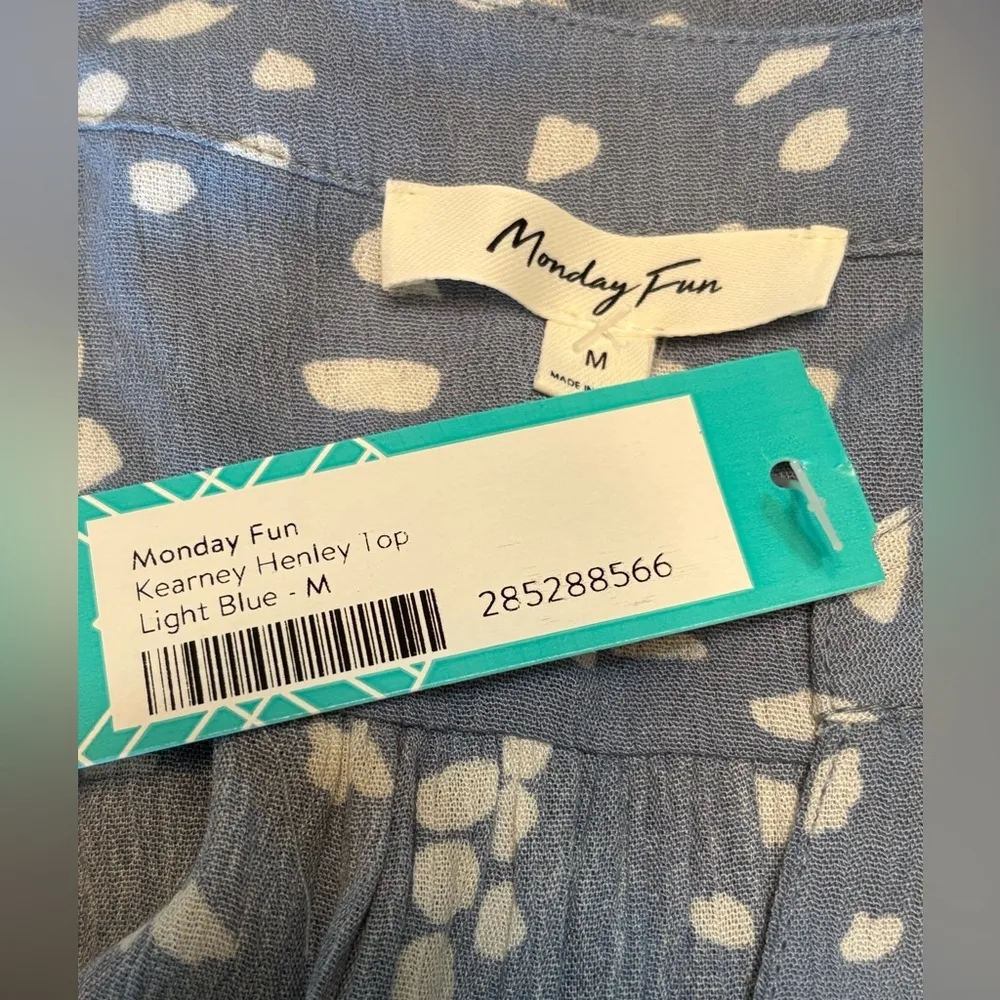 Monday Fun
M
MADE IN
Monday Fun
Kearney Henley Top
Light Blue - M
285288566